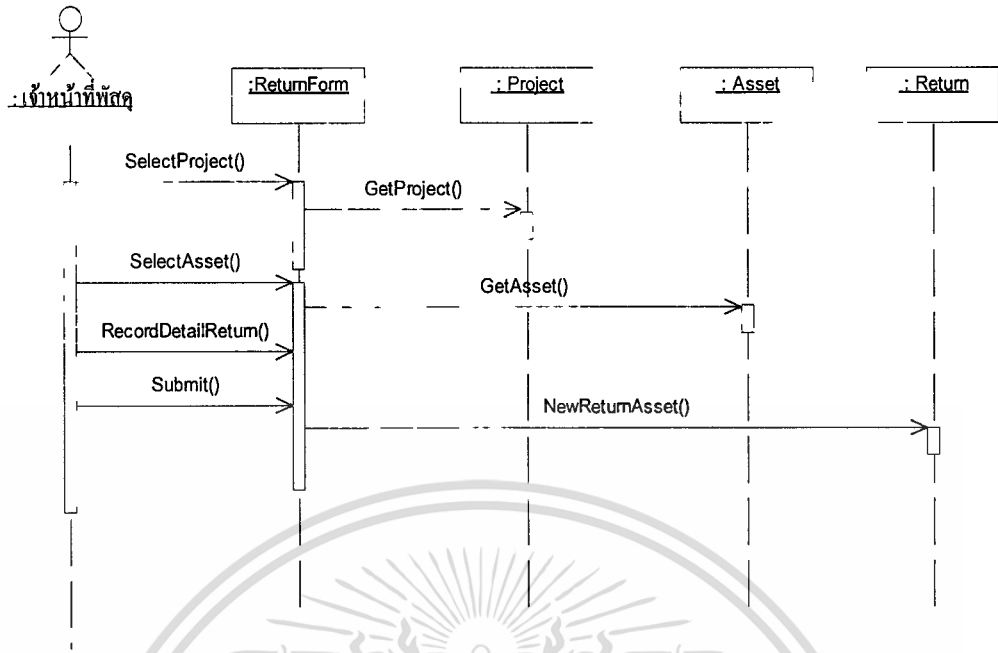 : เจ้าหน้าที่พัสดุ
:ReturnForm
: Project
: Asset
: Return
SelectProject()
GetProject()
SelectAsset()
GetAsset()
RecordDetailReturn()
Submit()
NewReturnAsset()